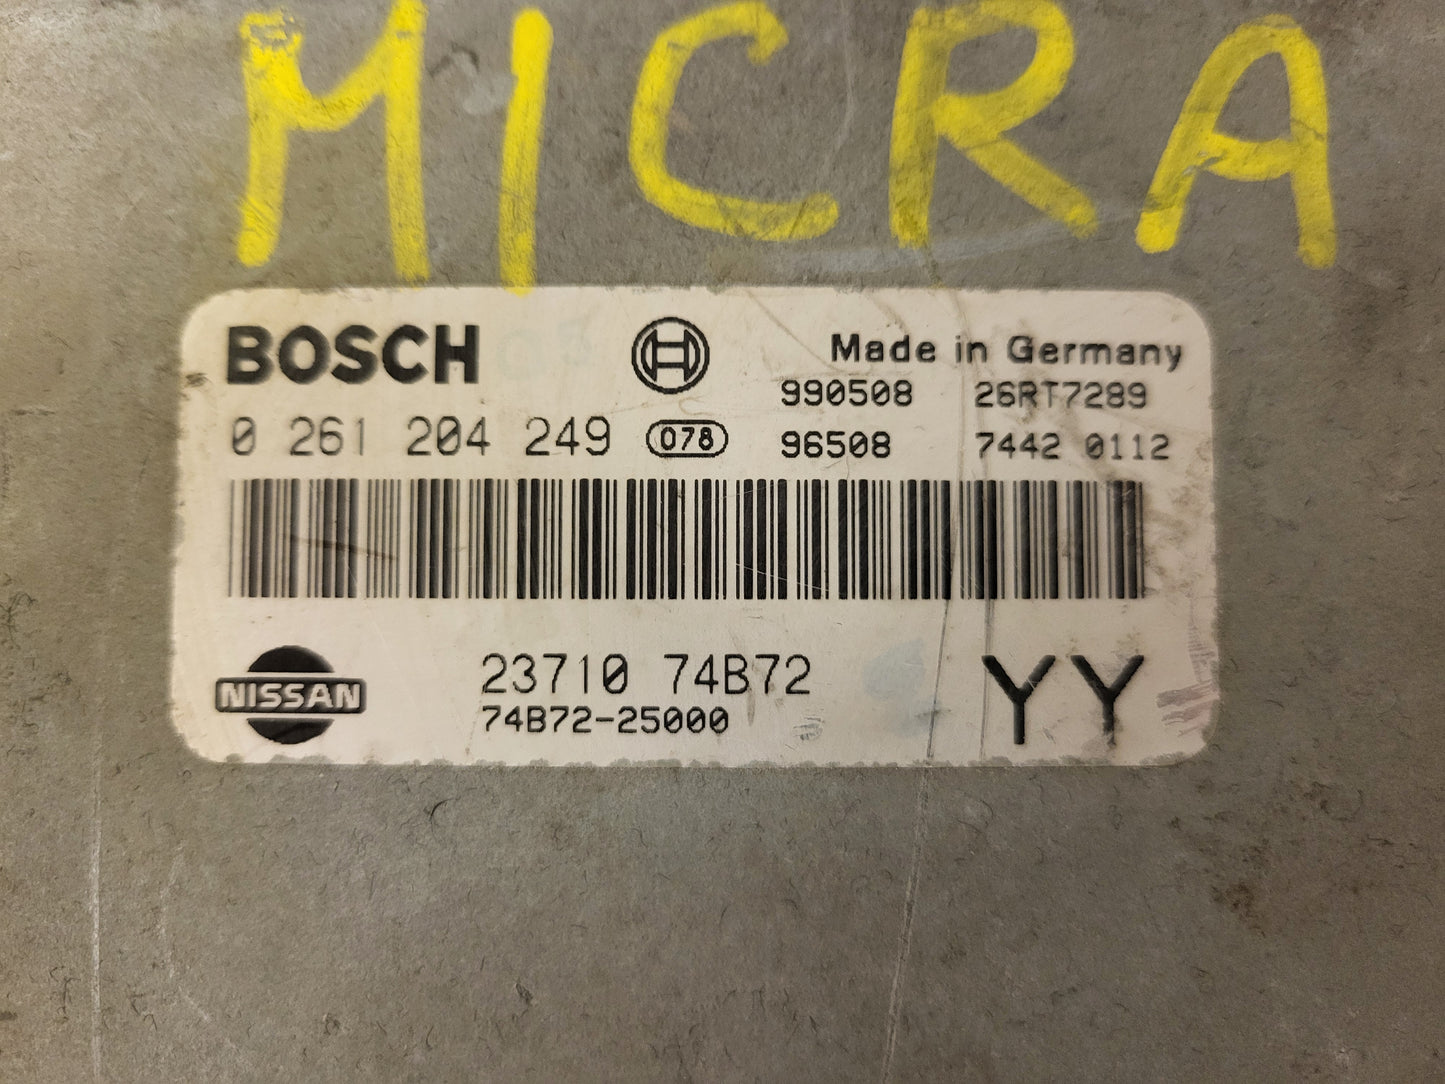 MICRA
BOSCH
Made in Germany
990508 26RT7289
0 261 204 249 078 96508 7442 0112
NISSAN
23710 74B72
74B72-25000
YY